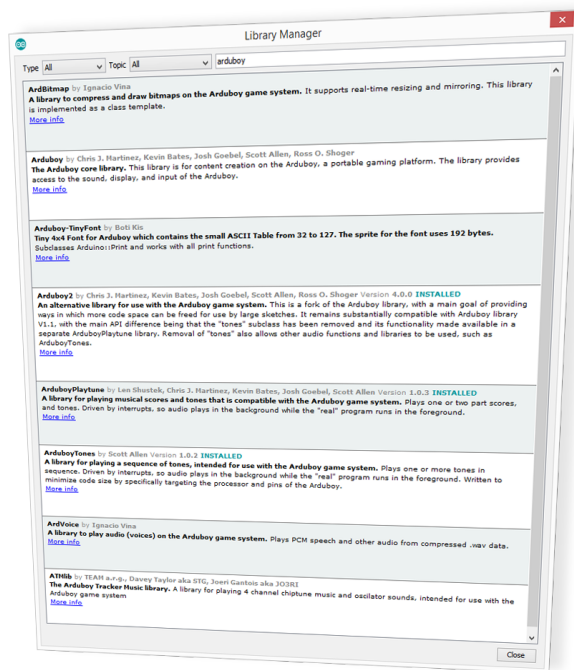 Library Manager
Type All Topic All arduboy
ArdBitmap by Ignacio Vina
A library to compress and draw bitmaps on the Arduboy game system. It supports real-time resizing and mirroring. This library
is implemented as a class template.
More info
Arduboy by Chris J. Martinez, Kevin Bates, Josh Goebel, Scott Allen, Ross O. Shoger
The Arduboy core library. This library is for content creation on the Arduboy, a portable gaming platform. The library provides
access to the sound, display, and input of the Arduboy.
More info
Arduboy-TinyFont by Boti Kis
Tiny 4x4 Font for Arduboy which contains the small ASCII Table from 32 to 127. The sprite for the font uses 192 bytes.
Subclasses Arduino::Print and works with all print functions.
More info
Arduboy2 by Chris J. Martinez, Kevin Bates, Josh Goebel, Scott Allen, Ross O. Shoger Version 4.0.0 INSTALLED
An alternative library for use with the Arduboy game system. This is a fork of the Arduboy library, with a main goal of providing
ways in which more code space can be freed for use by large sketches. It remains substantially compatible with Arduboy library
V1.1, with the main API difference being that the "tones" subclass has been removed and its functionality made available in a
separate ArduboyPlaytune library. Removal of "tones" also allows other audio functions and libraries to be used, such as
ArduboyTones.
More info
ArduboyPlaytune by Len Shustek, Chris J. Martinez, Kevin Bates, Josh Goebel, Scott Allen Version 1.0.3 INSTALLED
A library for playing musical scores and tones that is compatible with the Arduboy game system. Plays one or two part scores,
and tones. Driven by interrupts, so audio plays in the background while the "real" program runs in the foreground.
More info
ArduboyTones by Scott Allen Version 1.0.2 INSTALLED
A library for playing a sequence of tones, intended for use with the Arduboy game system. Plays one or more tones in
sequence. Driven by interrupts, so audio plays in the background while the "real" program runs in the foreground. Written to
minimize code size by specifically targeting the processor and pins of the Arduboy.
More info
ArdVoice by Ignacio Vina
A library to play audio (voices) on the Arduboy game system. Plays PCM speech and other audio from compressed .wav data.
More info
ATMlib by TEAM a.r.g., Davey Taylor aka STG, Joeri Gantois aka JO3RI
The Arduboy Tracker Music library. A library for playing 4 channel chiptune music and oscilator sounds, intended for use with the
Arduboy game system
More info
Close